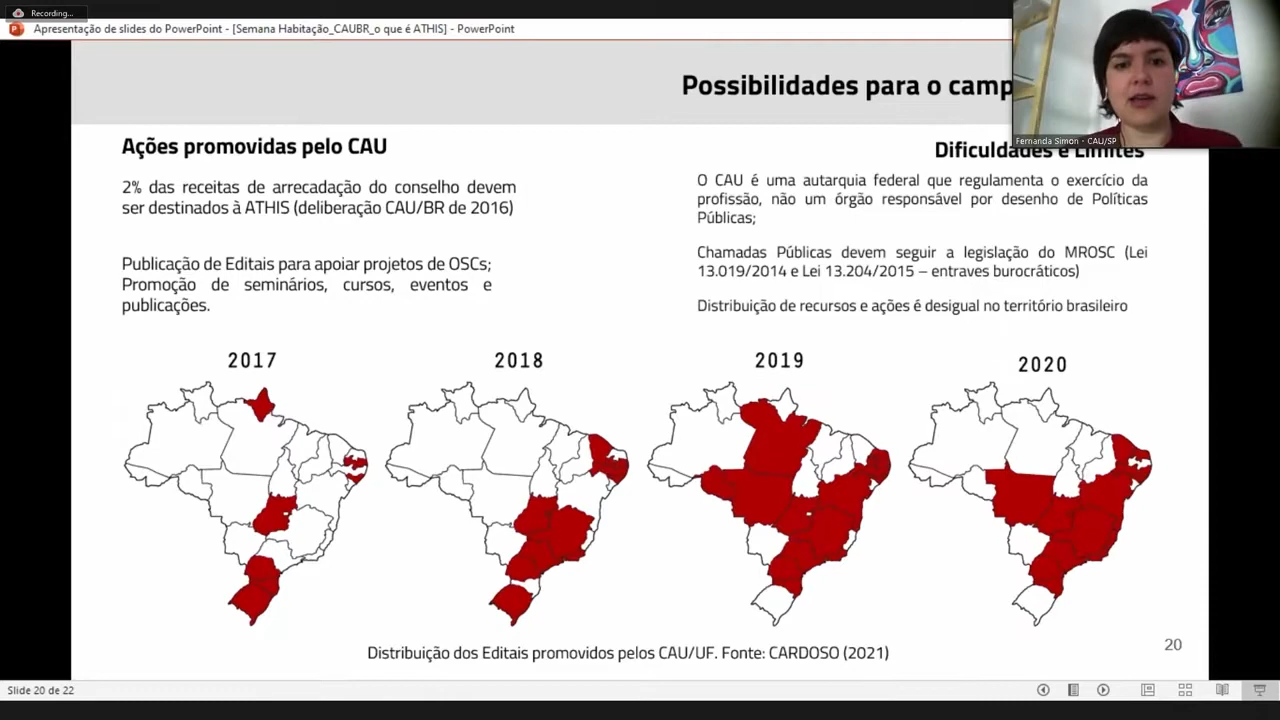 Recording...
Apresentação de slides do PowerPoint - [Semana Habitação_CAUBR_o que é ATHIS] - PowerPoint
Possibilidades para o camp
Fernanda Simon - CAU/SP
Ações promovidas pelo CAU
2% das receitas de arrecadação do conselho devem
ser destinados à ATHIS (deliberação CAU/BR de 2016)
Publicação de Editais para apoiar projetos de OSCs;
Promoção de seminários, cursos, eventos e
publicações.
Dificuldades e Limites
O CAU é uma autarquia federal que regulamenta o exercício da
profissão, não um órgão responsável por desenho de Políticas
Públicas;
Chamadas Públicas devem seguir a legislação do MROSC (Lei
13.019/2014 e Lei 13.204/2015 – entraves burocráticos)
Distribuição de recursos e ações é desigual no território brasileiro
2017
2018
2019
2020
Distribuição dos Editais promovidos pelos CAU/UF. Fonte: CARDOSO (2021)
20
Slide 20 de 22